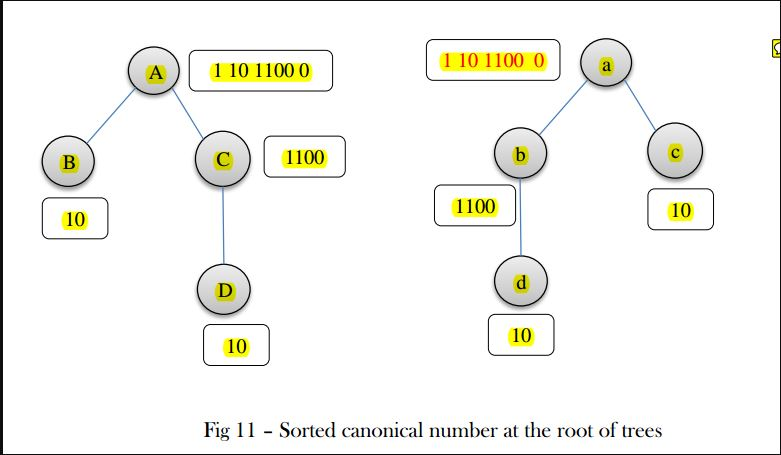 A
1 10 1100 0
1 10 1100 0
a
B
C
1100
b
c
10
1100
10
D
d
10
10
Fig 11 – Sorted canonical number at the root of trees